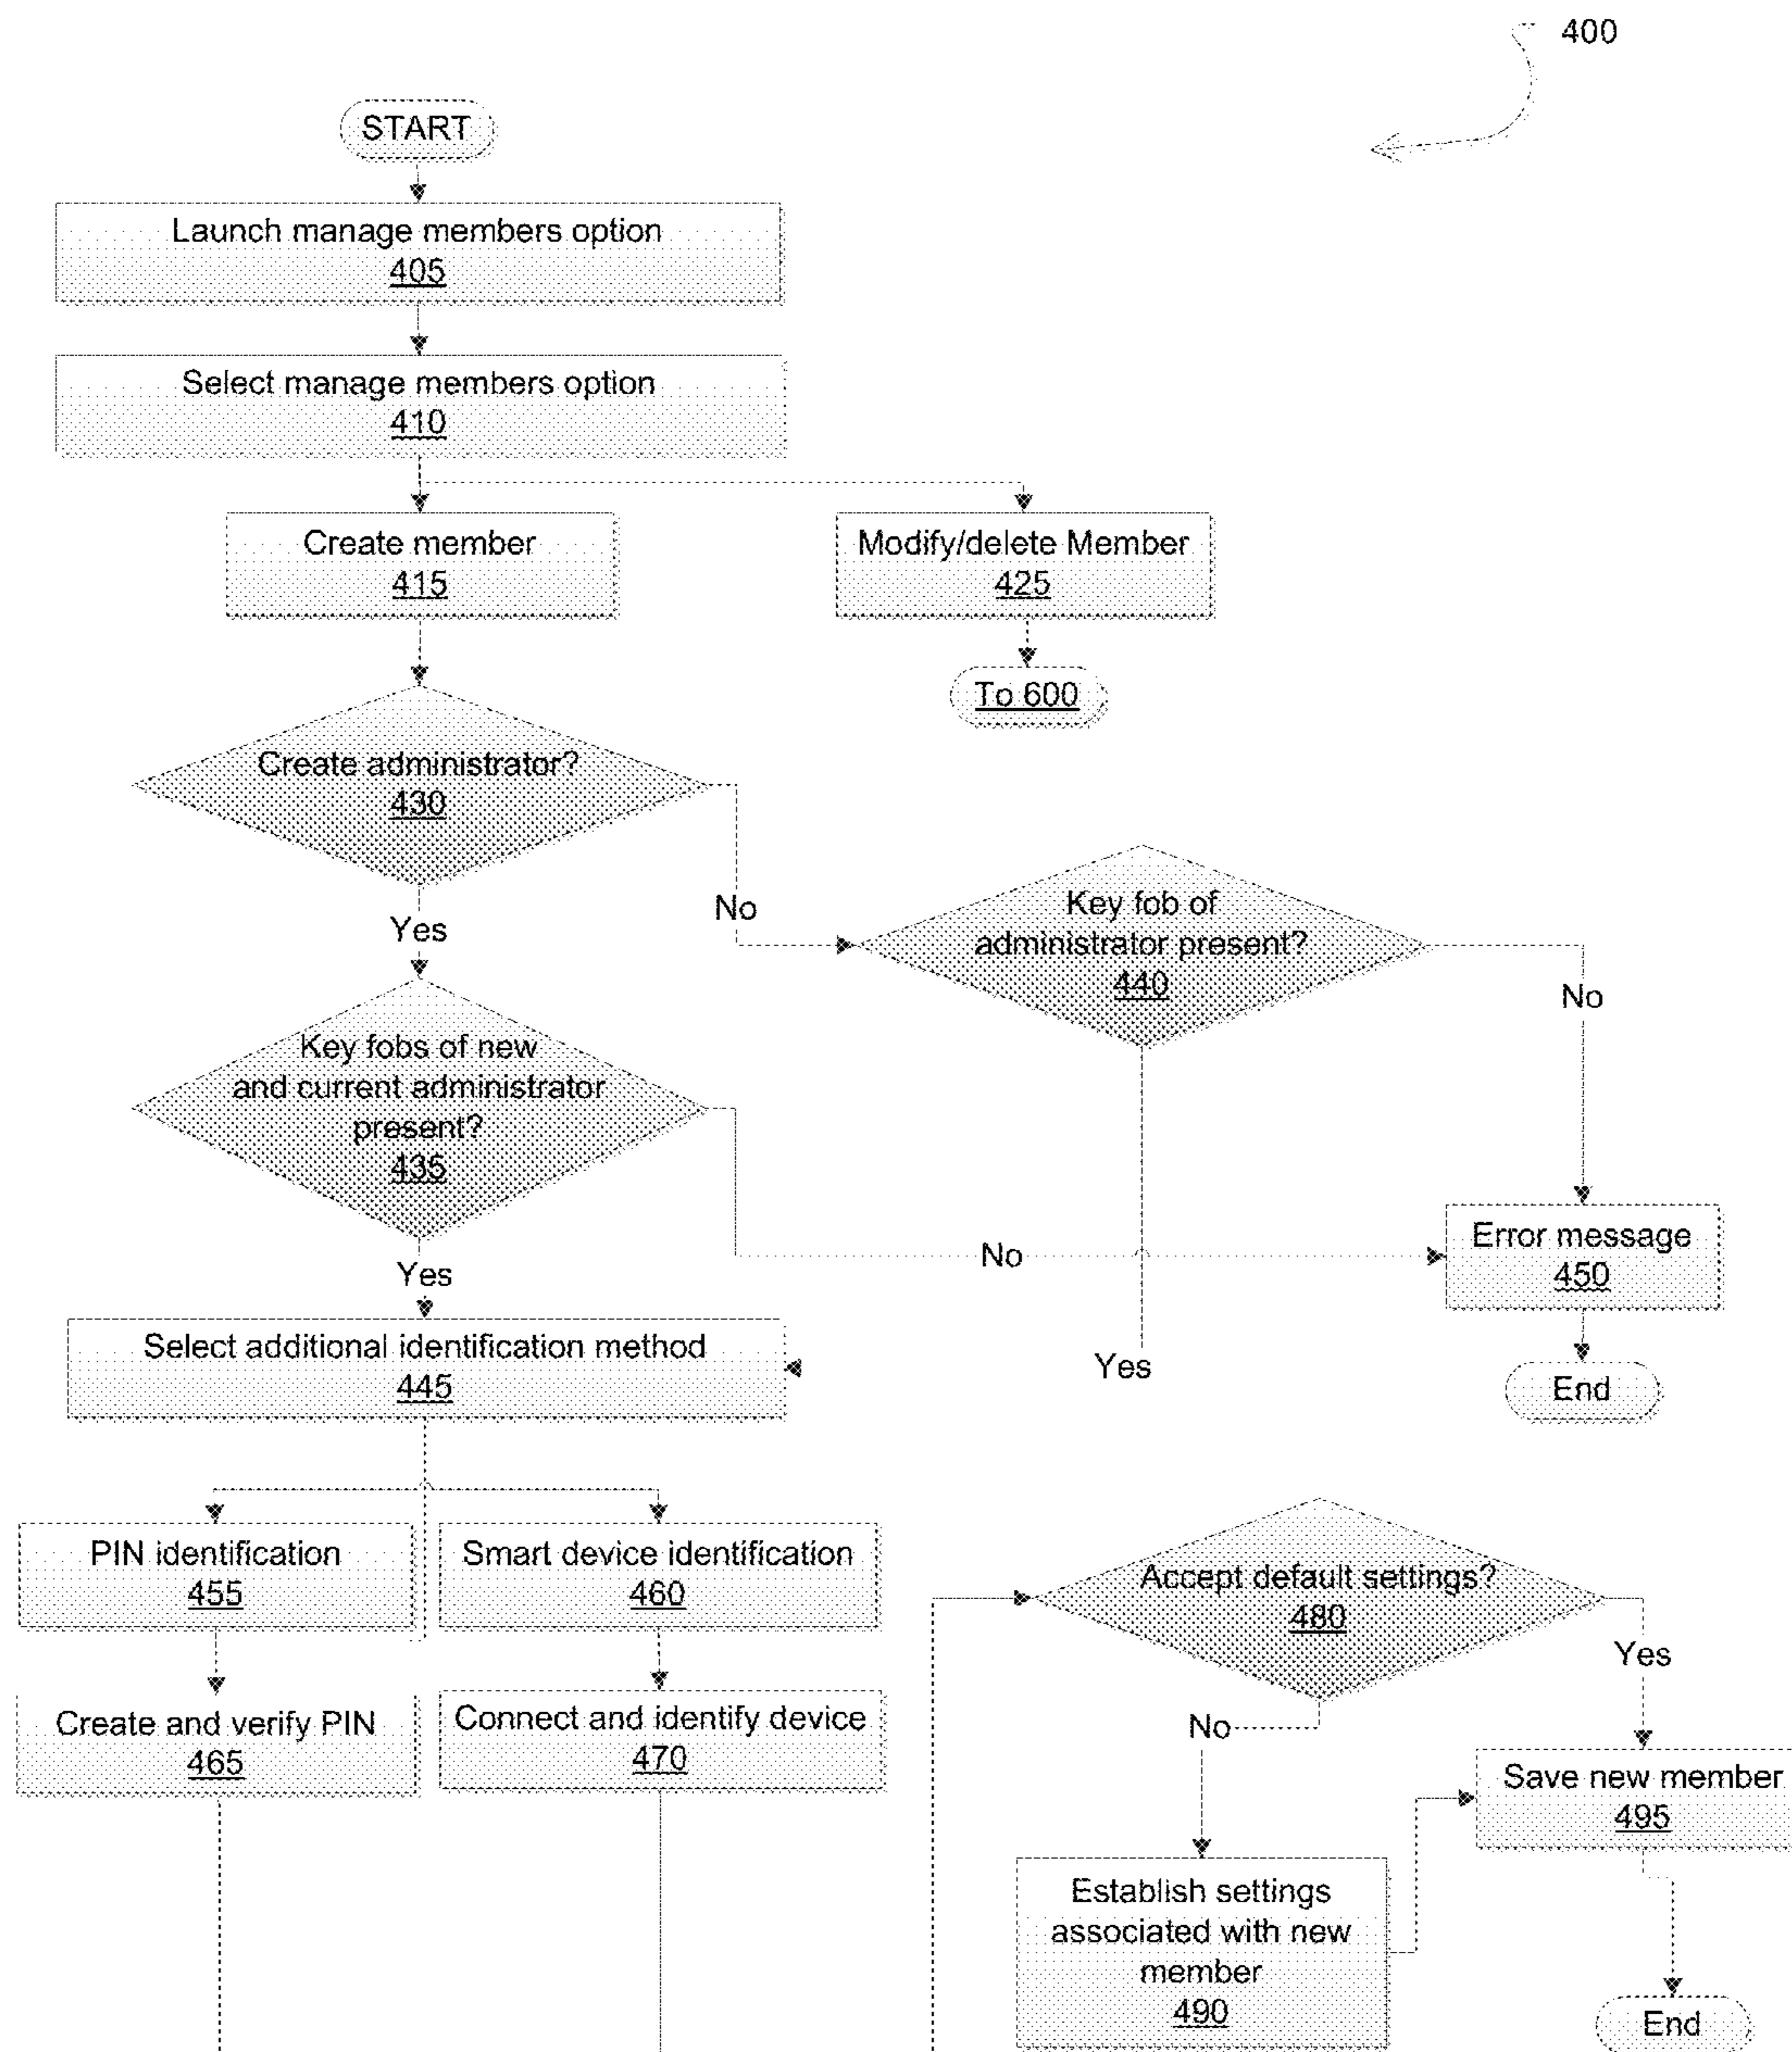 400
START
Launch manage members option
405
Select manage members option
410
Create member
415
Modify/delete Member
425
To 600
Create administrator?
430
No
Yes
Key fob of
administrator present?
440
No
Key fobs of new
and current administrator
present?
435
No
Yes
Yes
Error message
450
End
Select additional identification method
445
PIN identification
455
Smart device identification
460
Accept default settings?
480
Yes
No
Create and verify PIN
465
Connect and identify device
470
Save new member
495
Establish settings
associated with new
member
490
End